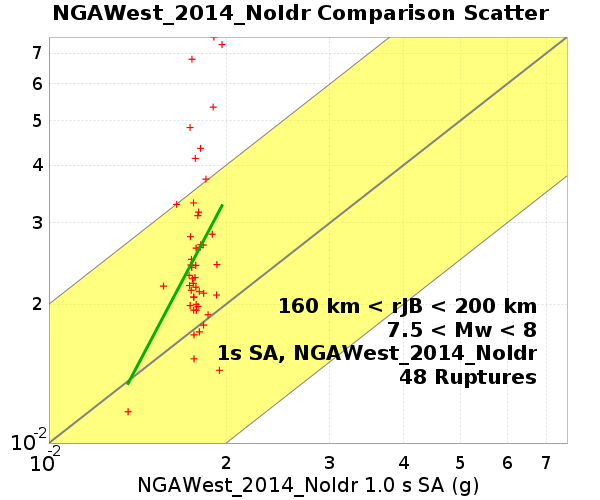 NGAWest_2014_NoIdr Comparison Scatter
7
6
5
4
3
2
10-2
160 km < rJB < 200 km
7.5 < Mw < 8
1s SA, NGAWest_2014_NoIdr
48 Ruptures
10-2 2 3 4 5 6 7
NGAWest_2014_NoIdr 1.0 s SA (g)